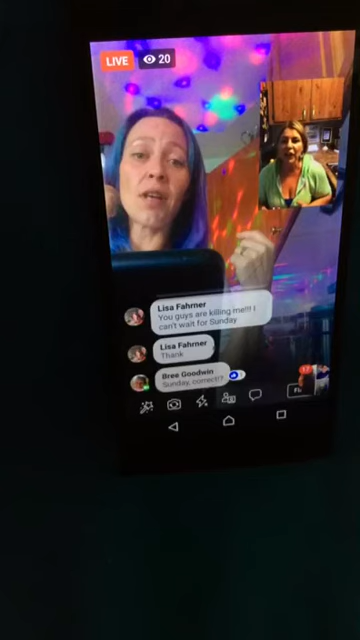 LIVE 20
Lisa Fahrner
You guys are killing me!!! I
can't wait for Sunday
Lisa Fahrner
Thank
Bree Goodwin
Sunday, correct!?